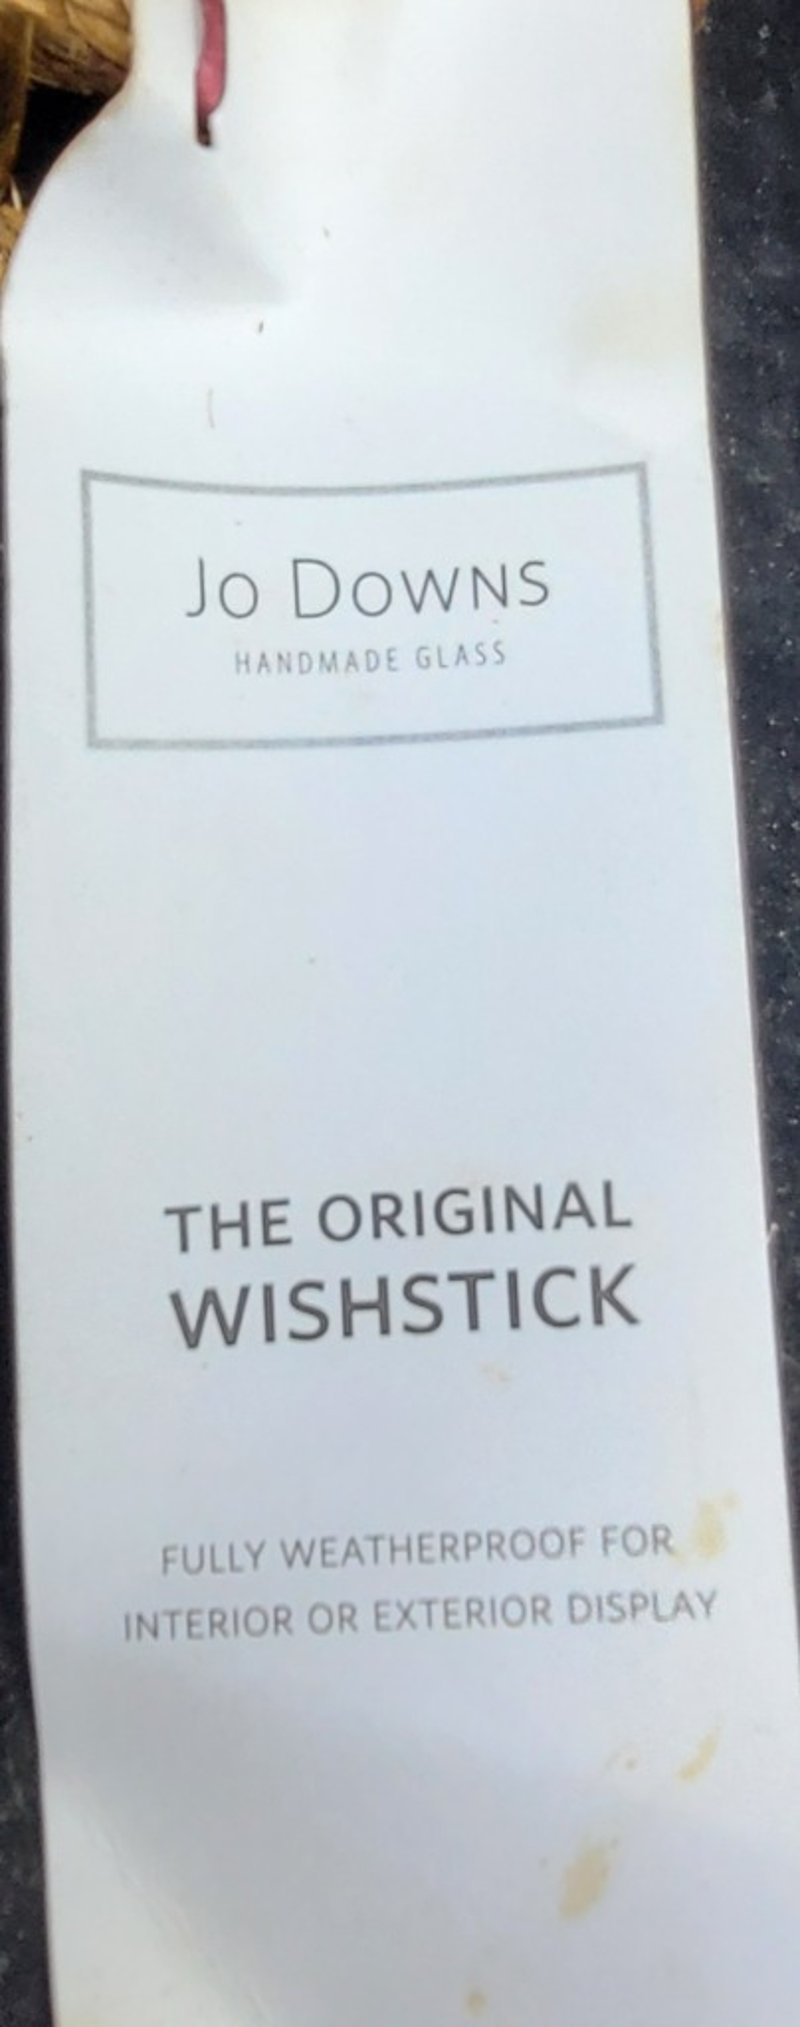 Jo Downs
HANDMADE GLASS
THE ORIGINAL
WISHSTICK
FULLY WEATHERPROOF FOR
INTERIOR OR EXTERIOR DISPLAY